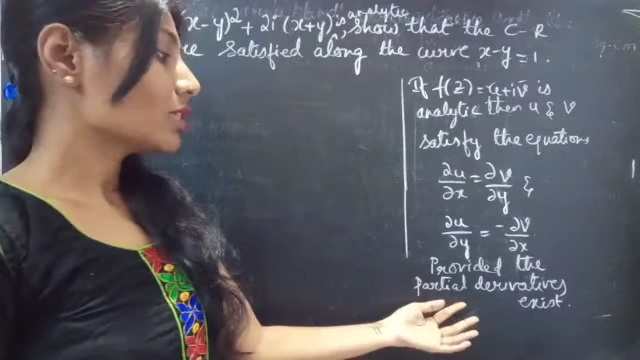 x-y)² + 2i (x+y) is analytic, show that the C-R
re satisfied along the curve x-y=1.
If f(z)=u+iv is
analytic then u & v
satisfy the equations
∂u/∂x = ∂v/∂y &
∂u/∂y = -∂v/∂x
Provided the
partial derivatives
exist.